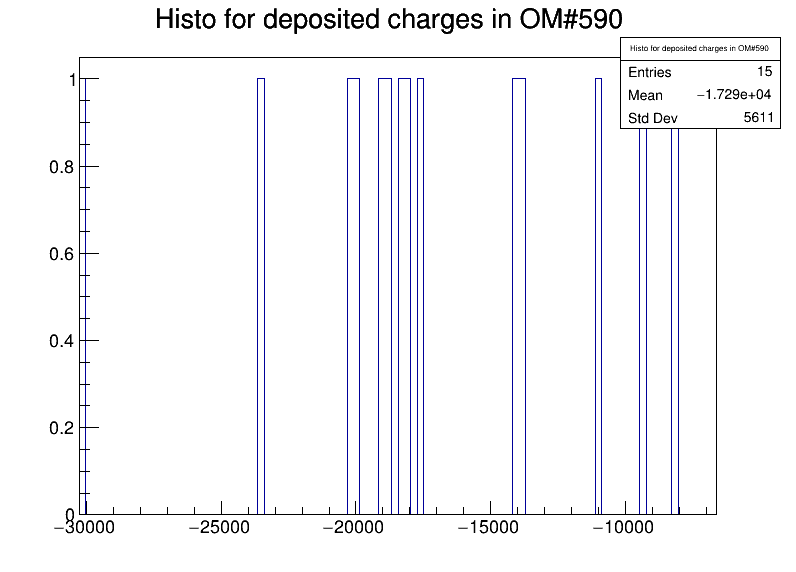 Histo for deposited charges in OM#590
Histo for deposited charges in OM#590
Entries 15
Mean −1.729e+04
Std Dev 5611
1
0.8
0.6
0.4
0.2
0
−30000 −25000 −20000 −15000 −10000